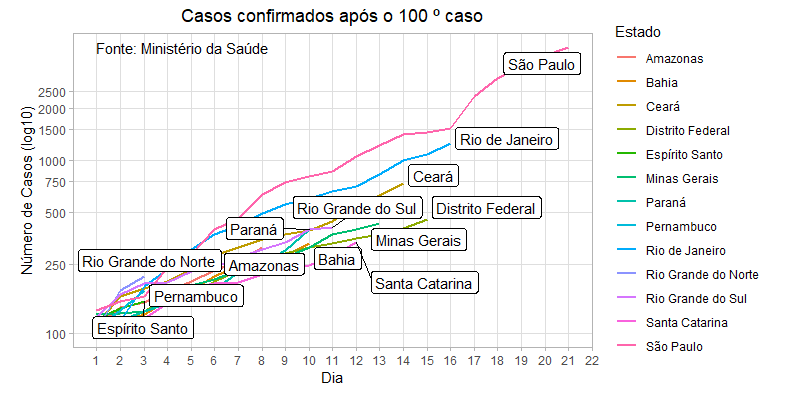 Casos confirmados após o 100 º caso
Fonte: Ministério da Saúde
Número de Casos (log10)
2500
2000
1500
1000
750
500
250
100
São Paulo
Rio de Janeiro
Ceará
Rio Grande do Sul
Distrito Federal
Paraná
Minas Gerais
Rio Grande do Norte
Amazonas
Bahia
Santa Catarina
Pernambuco
Espírito Santo
1 2 3 4 5 6 7 8 9 10 11 12 13 14 15 16 17 18 19 20 21 22
Dia
Estado
Amazonas
Bahia
Ceará
Distrito Federal
Espírito Santo
Minas Gerais
Paraná
Pernambuco
Rio de Janeiro
Rio Grande do Norte
Rio Grande do Sul
Santa Catarina
São Paulo